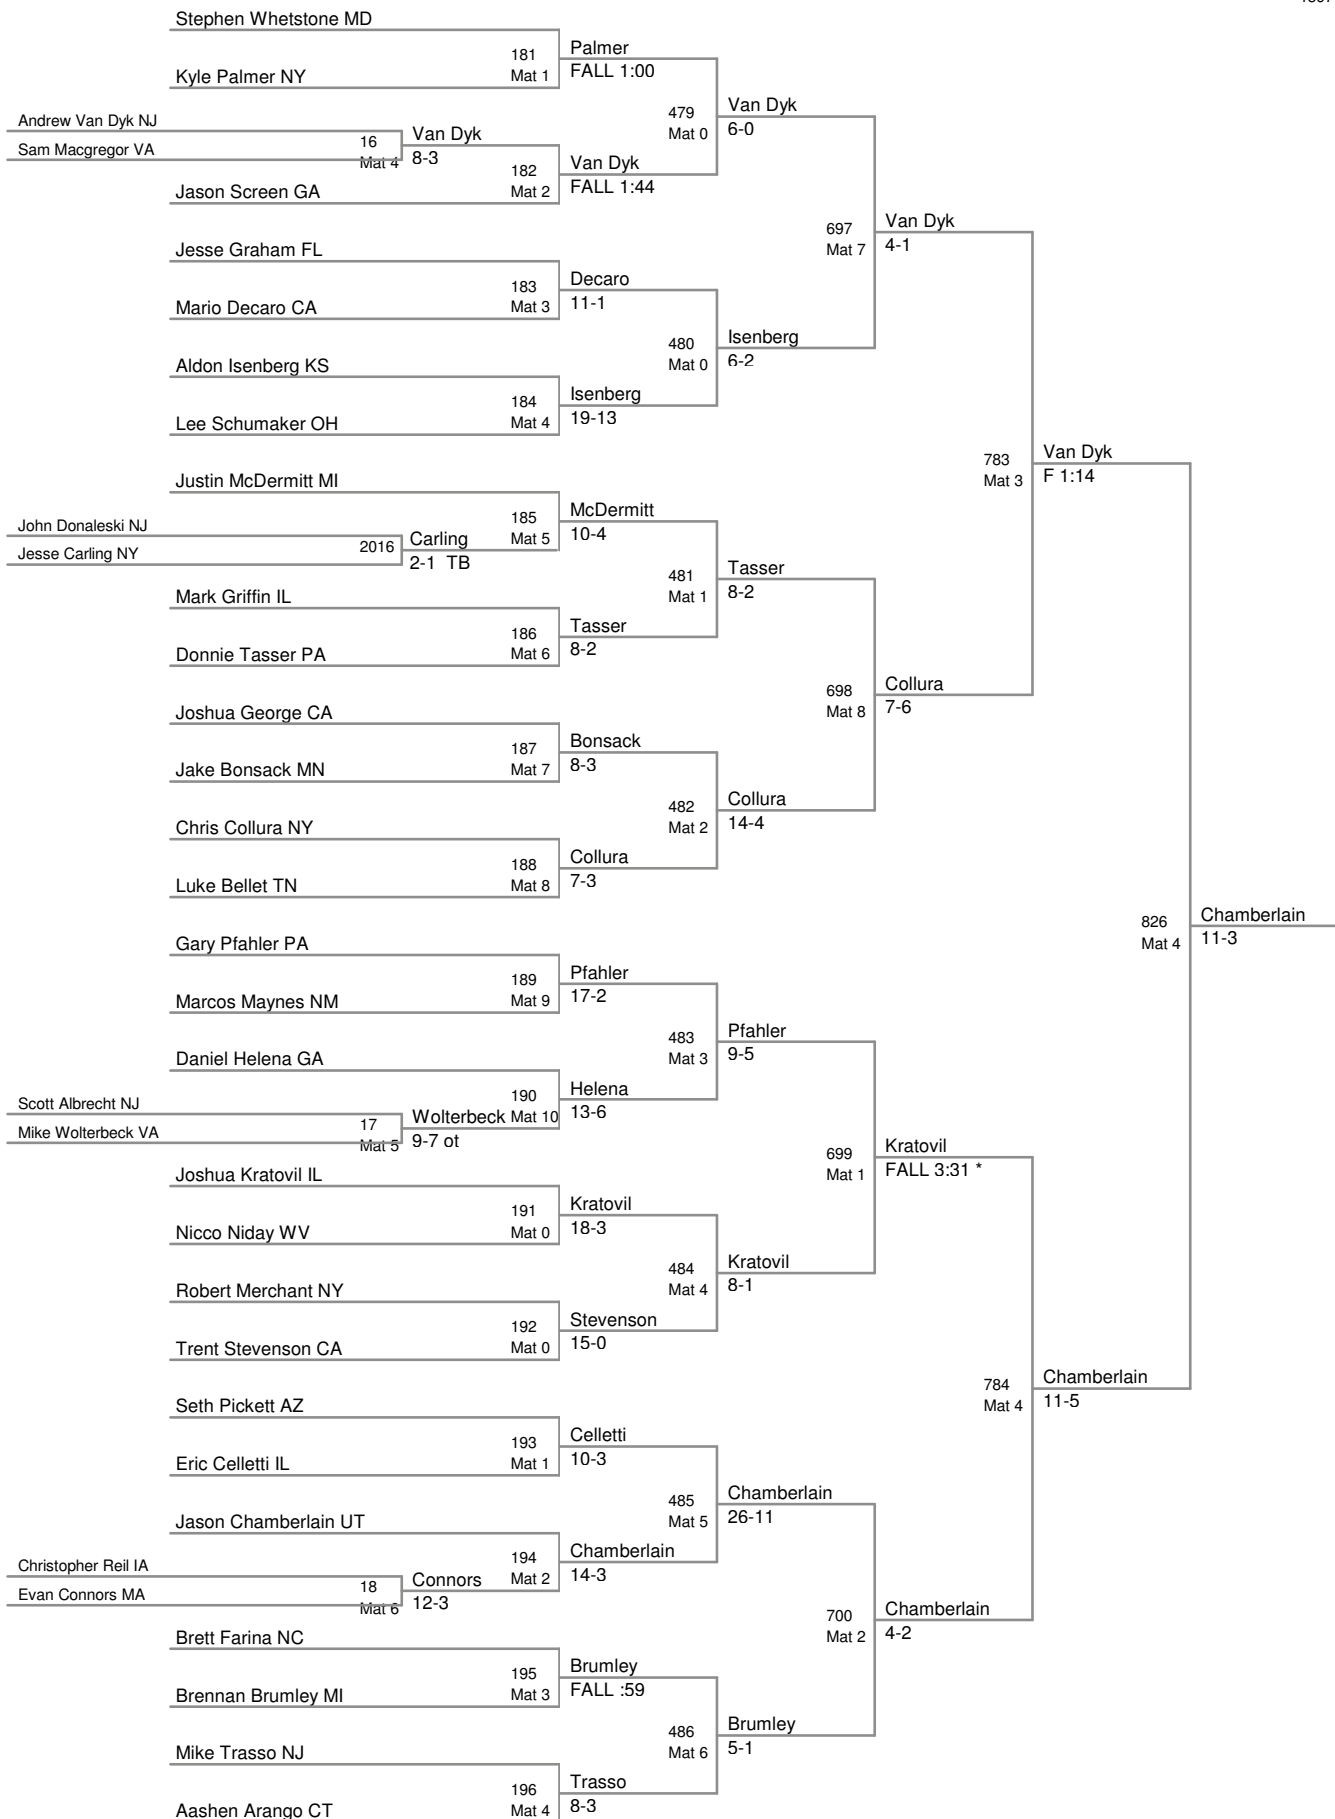 Stephen Whetstone MD
181
Mat 1
Palmer
FALL 1:00
Kyle Palmer NY
479
Mat 0
Van Dyk
6-0
Andrew Van Dyk NJ
Sam Macgregor VA
16
Mat 4
Van Dyk
8-3
182
Mat 2
Van Dyk
FALL 1:44
Jason Screen GA
697
Mat 7
Van Dyk
4-1
Jesse Graham FL
183
Mat 3
Decaro
11-1
Mario Decaro CA
480
Mat 0
Isenberg
6-2
Aldon Isenberg KS
184
Mat 4
Isenberg
19-13
Lee Schumaker OH
783
Mat 3
Van Dyk
F 1:14
Justin McDermitt MI
185
Mat 5
McDermitt
10-4
John Donaleski NJ
Jesse Carling NY
2016
Carling
2-1 TB
481
Mat 1
Tasser
8-2
Mark Griffin IL
186
Mat 6
Tasser
8-2
Donnie Tasser PA
698
Mat 8
Collura
7-6
Joshua George CA
187
Mat 7
Bonsack
8-3
Jake Bonsack MN
482
Mat 2
Collura
14-4
Chris Collura NY
188
Mat 8
Collura
7-3
Luke Bellet TN
826
Mat 4
Chamberlain
11-3
Gary Pfahler PA
189
Mat 9
Pfahler
17-2
Marcos Maynes NM
483
Mat 3
Pfahler
9-5
Daniel Helena GA
190
Mat 10
Helena
13-6
Scott Albrecht NJ
Mike Wolterbeck VA
17
Mat 5
Wolterbeck
9-7 ot
699
Mat 1
Kratovil
FALL 3:31 *
Joshua Kratovil IL
191
Mat 0
Kratovil
18-3
Nicco Niday WV
484
Mat 4
Kratovil
8-1
Robert Merchant NY
192
Mat 0
Stevenson
15-0
Trent Stevenson CA
784
Mat 4
Chamberlain
11-5
Seth Pickett AZ
193
Mat 1
Celletti
10-3
Eric Celletti IL
485
Mat 5
Chamberlain
26-11
Jason Chamberlain UT
194
Mat 2
Chamberlain
14-3
Christopher Reil IA
Evan Connors MA
18
Mat 6
Connors
12-3
700
Mat 2
Chamberlain
4-2
Brett Farina NC
195
Mat 3
Brumley
FALL :59
Brennan Brumley MI
486
Mat 6
Brumley
5-1
Mike Trasso NJ
196
Mat 4
Trasso
8-3
Aashen Arango CT